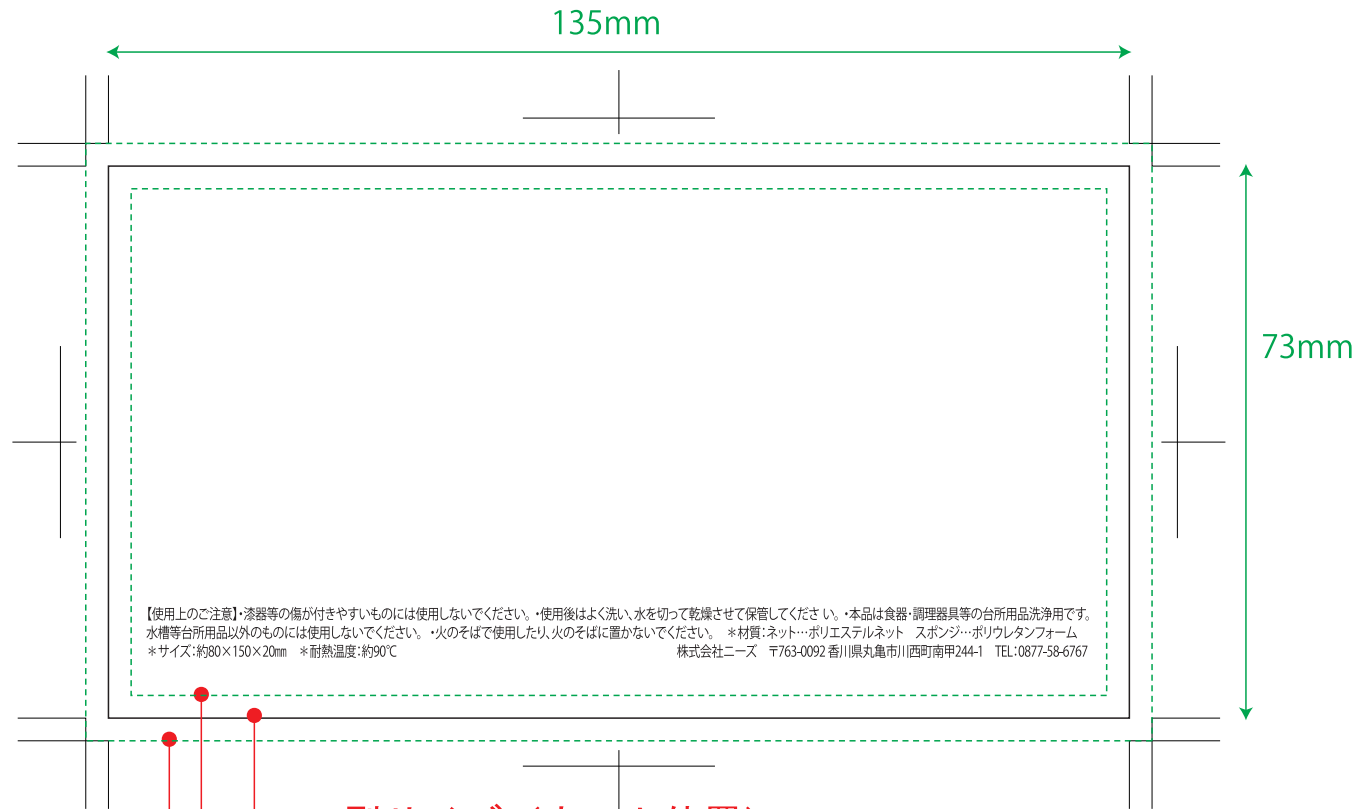 135mm
73mm
【使用上のご注意】・漆器等の傷が付きやすいものには使用しないでください。・使用後はよく洗い、水を切って乾燥させて保管してくださ い。・本品は食器・調理器具等の台所用品洗浄用です。
水槽等台所用品以外のものには使用しないでください。・火のそばで使用したり、火のそばに置かないでください。 ＊材質：ネット…ポリエステルネット　スポンジ…ポリウレタンフォーム
＊サイズ：約80×150×20㎜　＊耐熱温度：約90℃ 株式会社ニーズ　〒763-0092 香川県丸亀市川西町南甲244-1　TEL：0877-58-6767